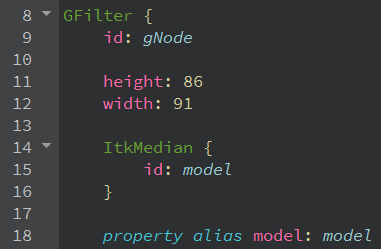 8 GFilter {
9 id: gNode
10
11 height: 86
12 width: 91
13
14 ItkMedian {
15 id: model
16 }
17
18 property alias model: model